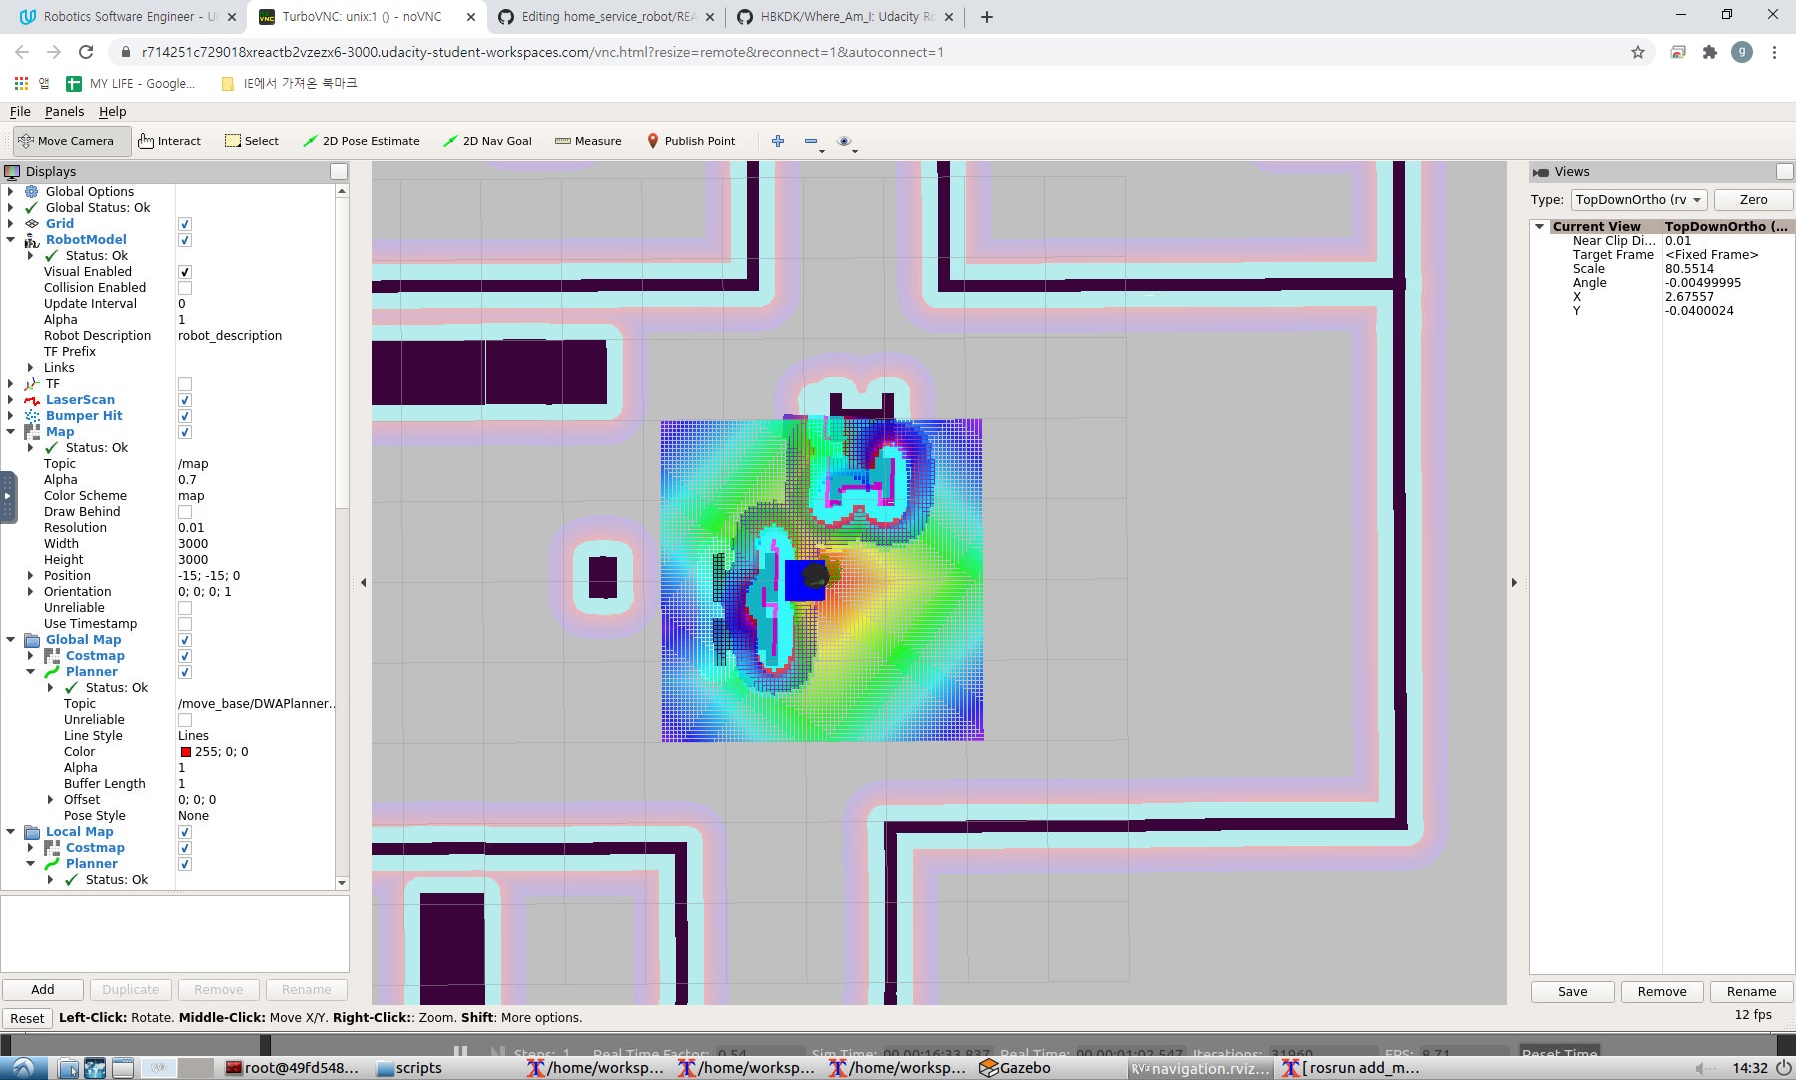 Robotics Software Engineer - U
TurboVNC: unix:1 () - noVNC
Editing home_service_robot/REA
HBKDK/Where_Am_I: Udacity Ro
r714251c729018xreactb2vzezx6-3000.udacity-student-workspaces.com/vnc.html?resize=remote&reconnect=1&autoconnect=1
g
앱
MY LIFE - Google...
IE에서 가져온 북마크
File Panels Help
Move Camera Interact Select 2D Pose Estimate 2D Nav Goal Measure Publish Point
Displays
Global Options
Global Status: Ok
Grid
RobotModel
Status: Ok
Visual Enabled
Collision Enabled
Update Interval 0
Alpha 1
Robot Description robot_description
TF Prefix
Links
TF
LaserScan
Bumper Hit
Map
Status: Ok
Topic /map
Alpha 0.7
Color Scheme map
Draw Behind
Resolution 0.01
Width 3000
Height 3000
Position -15; -15; 0
Orientation 0; 0; 0; 1
Unreliable
Use Timestamp
Global Map
Costmap
Planner
Status: Ok
Topic /move_base/DWAPlanner...
Unreliable
Line Style Lines
Color 255; 0; 0
Alpha 1
Buffer Length 1
Offset 0; 0; 0
Pose Style None
Local Map
Costmap
Planner
Status: Ok
Add Duplicate Remove Rename
Views
Type: TopDownOrtho (rv Zero
Current View TopDownOrtho (...
Near Clip Di... 0.01
Target Frame <Fixed Frame>
Scale 80.5514
Angle -0.00499995
X 2.67557
Y -0.0400024
Save Remove Rename
Reset Left-Click: Rotate. Middle-Click: Move X/Y. Right-Click:: Zoom. Shift: More options.
12 fps
Steps: 1 Real Time Factor: 0.54 Sim Time: 00 00:16:33.837 Real Time: 00 00:01:02.547 Iterations: 31960 FPS: 8.71 Reset Time
root@49fd548... scripts /home/worksp... /home/worksp... /home/worksp... Gazebo RViz navigation.rviz... [ rosrun add_m... 14:32